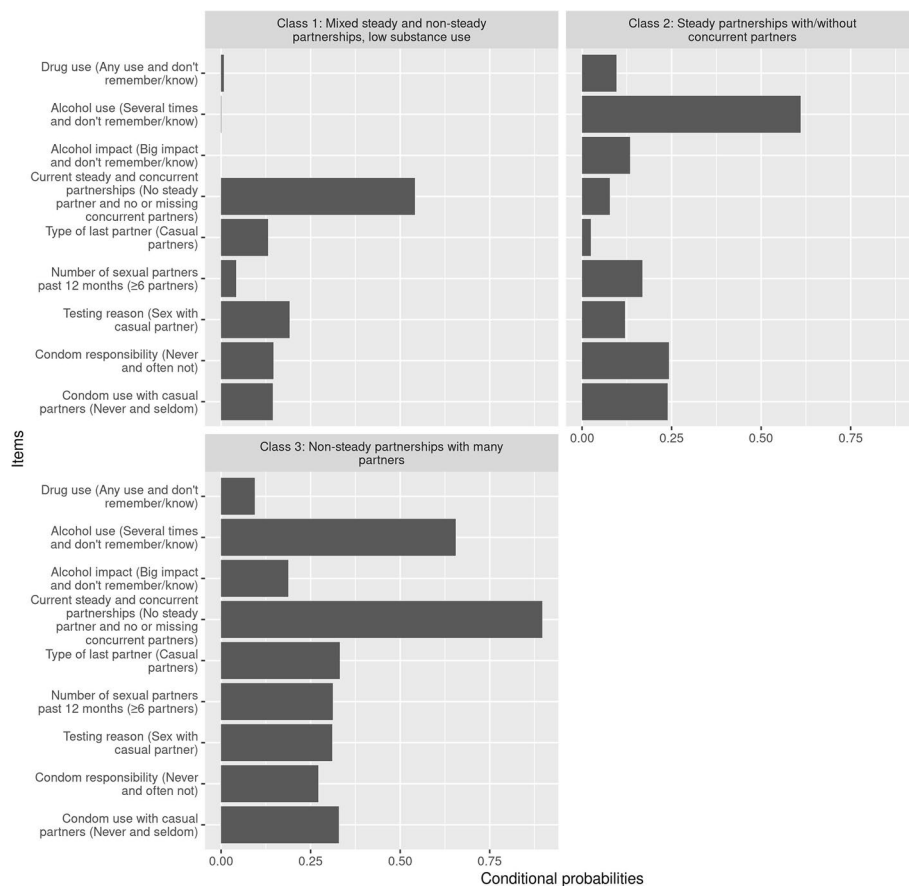 Class 1: Mixed steady and non-steady
partnerships, low substance use
Class 2: Steady partnerships with/without
concurrent partners
Drug use (Any use and don't
remember/know)
Alcohol use (Several times
and don't remember/know)
Alcohol impact (Big impact
and don't remember/know)
Current steady and concurrent
partnerships (No steady
partner and no or missing
concurrent partners)
Type of last partner (Casual
partners)
Number of sexual partners
past 12 months (≥6 partners)
Testing reason (Sex with
casual partner)
Condom responsibility (Never
and often not)
Condom use with casual
partners (Never and seldom)
0.00 0.25 0.50 0.75
Items
Class 3: Non-steady partnerships with many
partners
Drug use (Any use and don't
remember/know)
Alcohol use (Several times
and don't remember/know)
Alcohol impact (Big impact
and don't remember/know)
Current steady and concurrent
partnerships (No steady
partner and no or missing
concurrent partners)
Type of last partner (Casual
partners)
Number of sexual partners
past 12 months (≥6 partners)
Testing reason (Sex with
casual partner)
Condom responsibility (Never
and often not)
Condom use with casual
partners (Never and seldom)
0.00 0.25 0.50 0.75
Conditional probabilities